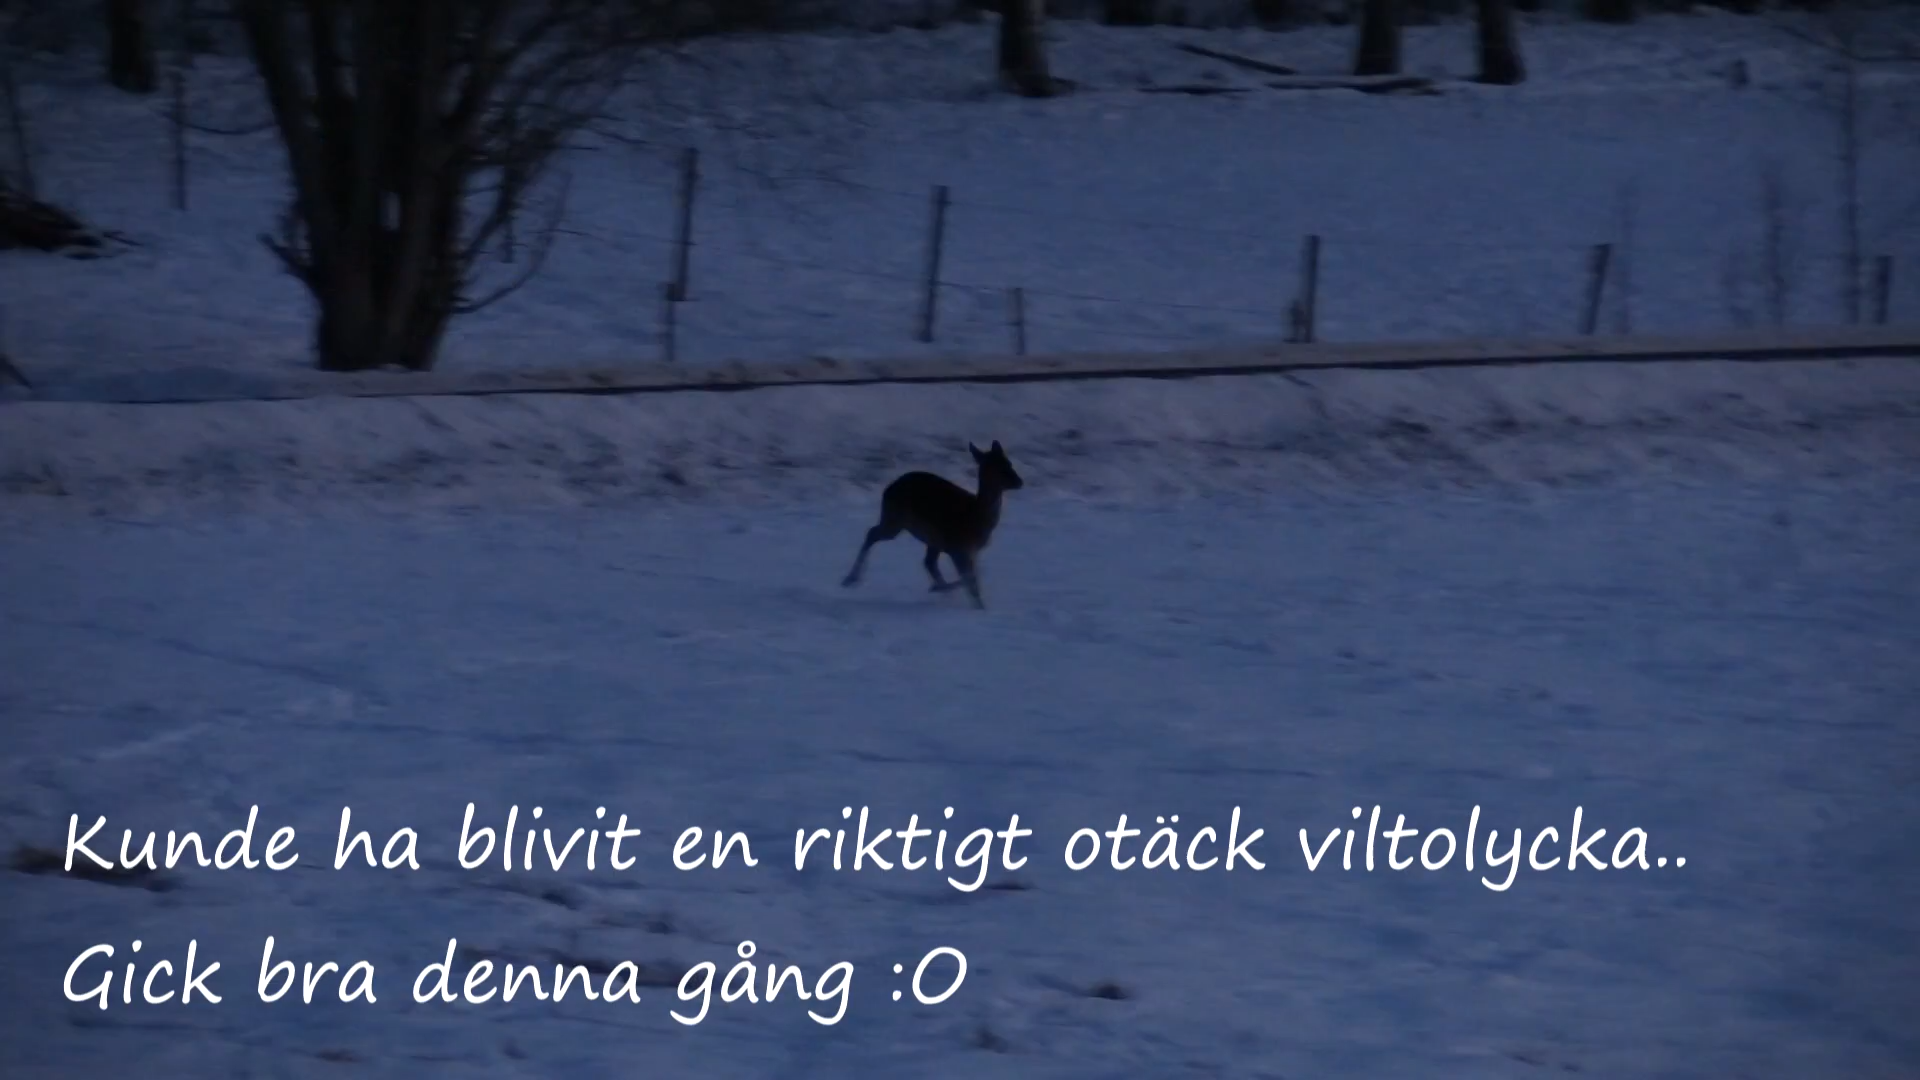 Kunde ha blivit en riktigt otäck viltolycka..
Gick bra denna gång :O